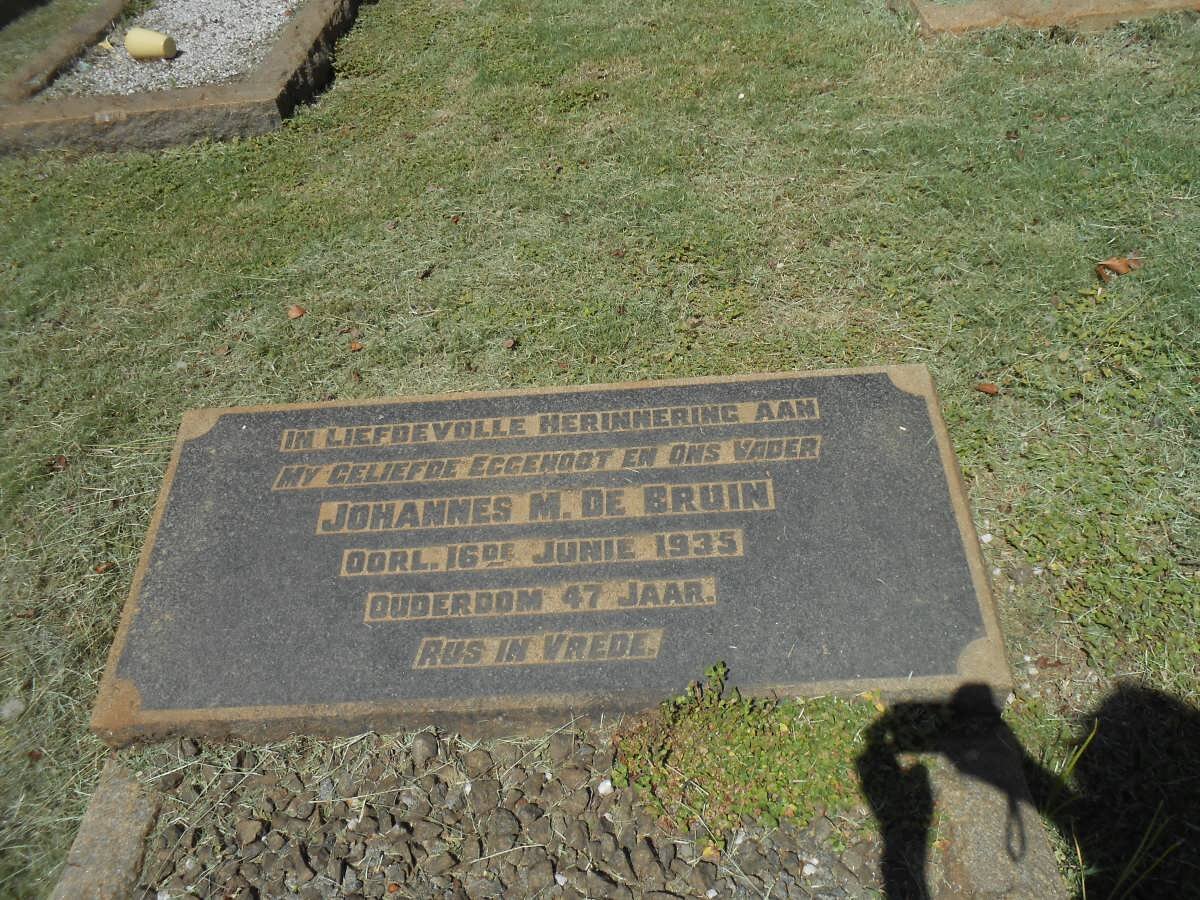 IN LIEFDEVOLLE HERINNERING AAN
MY GELIEFDE EGGENOOT EN ONS VADER
JOHANNES M. DE BRUIN
OORL. 16DE JUNIE 1935
OUDERDOM 47 JAAR.
RUS IN VREDE.